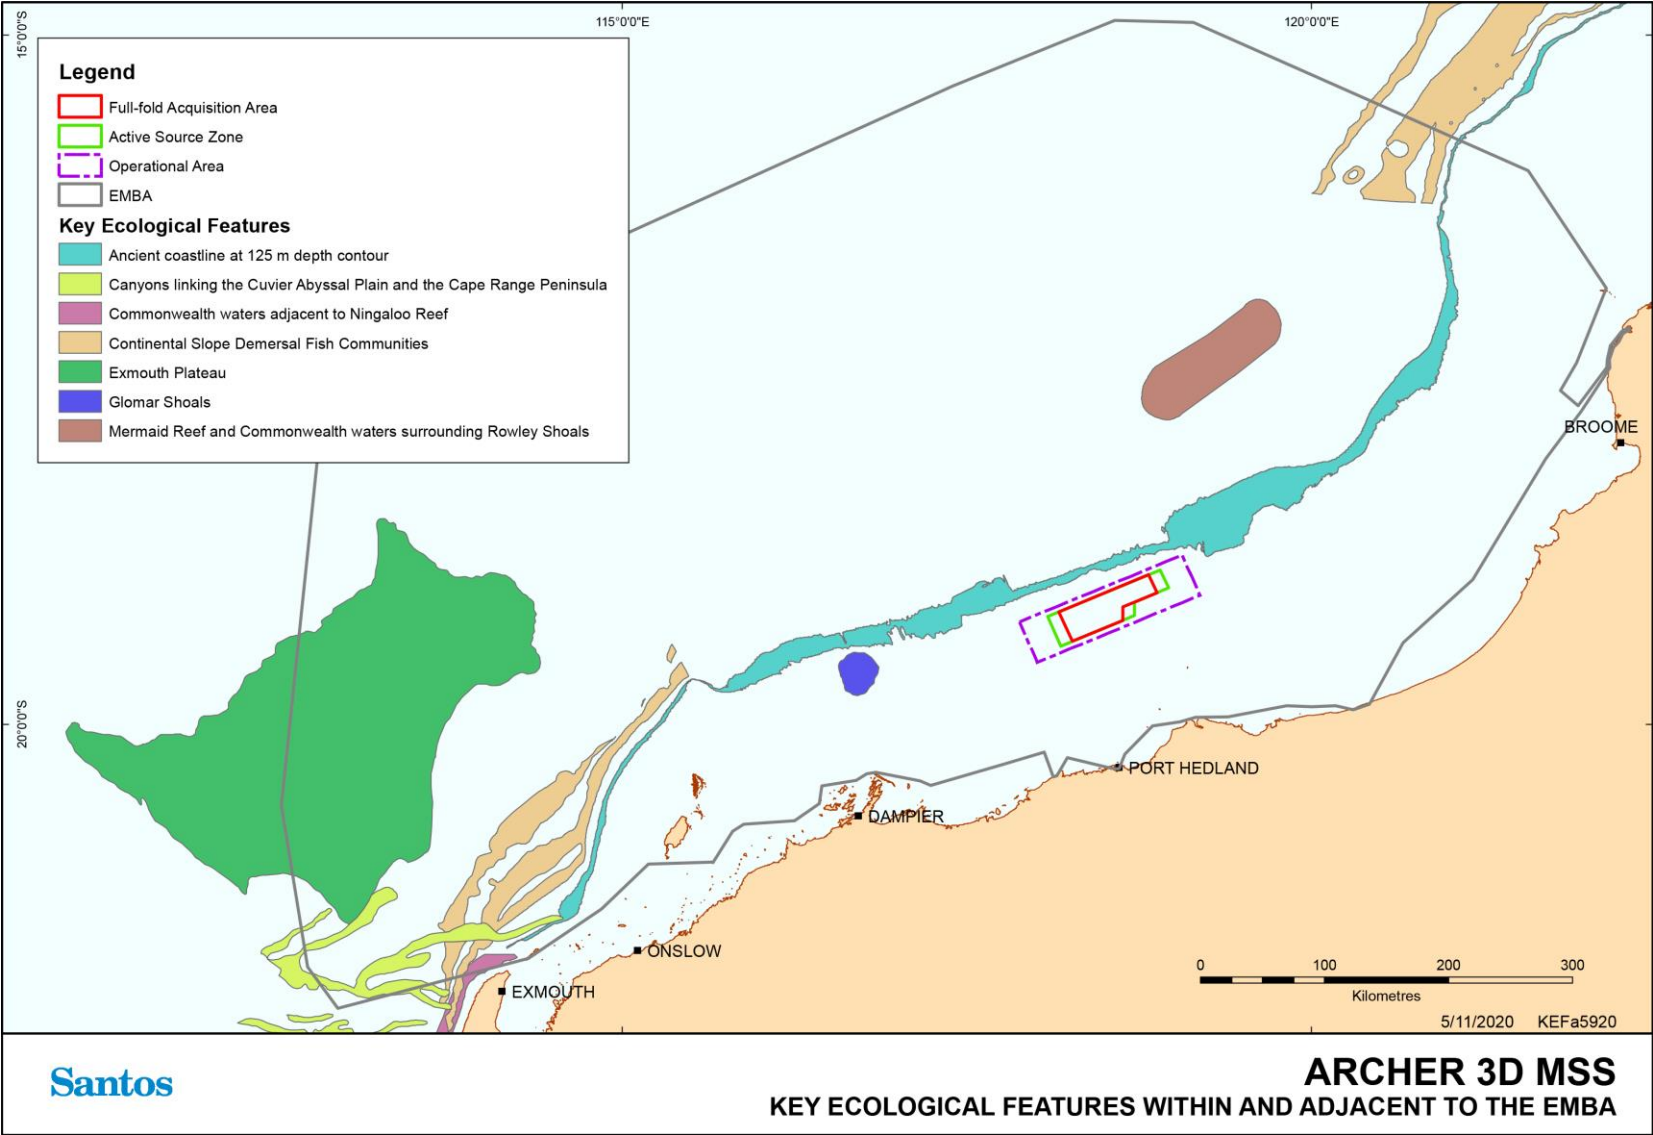 115°0'0"E
120°0'0"E
15°0'0"S
Legend
Full-fold Acquisition Area
Active Source Zone
Operational Area
EMBA
Key Ecological Features
Ancient coastline at 125 m depth contour
Canyons linking the Cuvier Abyssal Plain and the Cape Range Peninsula
Commonwealth waters adjacent to Ningaloo Reef
Continental Slope Demersal Fish Communities
Exmouth Plateau
Glomar Shoals
Mermaid Reef and Commonwealth waters surrounding Rowley Shoals
BROOME
20°0'0"S
PORT HEDLAND
DAMPIER
ONSLOW
EXMOUTH
0 100 200 300
Kilometres
5/11/2020 KEFa5920
Santos
ARCHER 3D MSS
KEY ECOLOGICAL FEATURES WITHIN AND ADJACENT TO THE EMBA